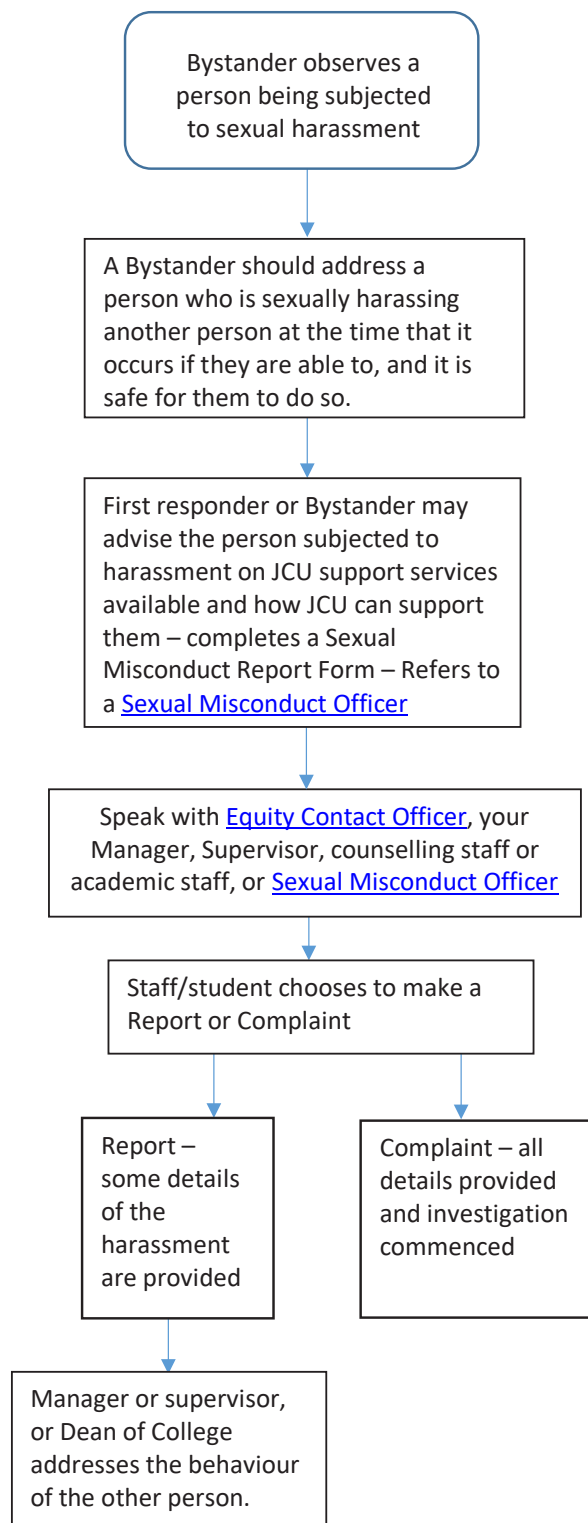 Bystander observes a
person being subjected
to sexual harassment
A Bystander should address a
person who is sexually harassing
another person at the time that it
occurs if they are able to, and it is
safe for them to do so.
First responder or Bystander may
advise the person subjected to
harassment on JCU support services
available and how JCU can support
them – completes a Sexual
Misconduct Report Form – Refers to
a Sexual Misconduct Officer
Speak with Equity Contact Officer, your
Manager, Supervisor, counselling staff or
academic staff, or Sexual Misconduct Officer
Staff/student chooses to make a
Report or Complaint
Report –
some details
of the
harassment
are provided
Complaint – all
details provided
and investigation
commenced
Manager or supervisor,
or Dean of College
addresses the behaviour
of the other person.